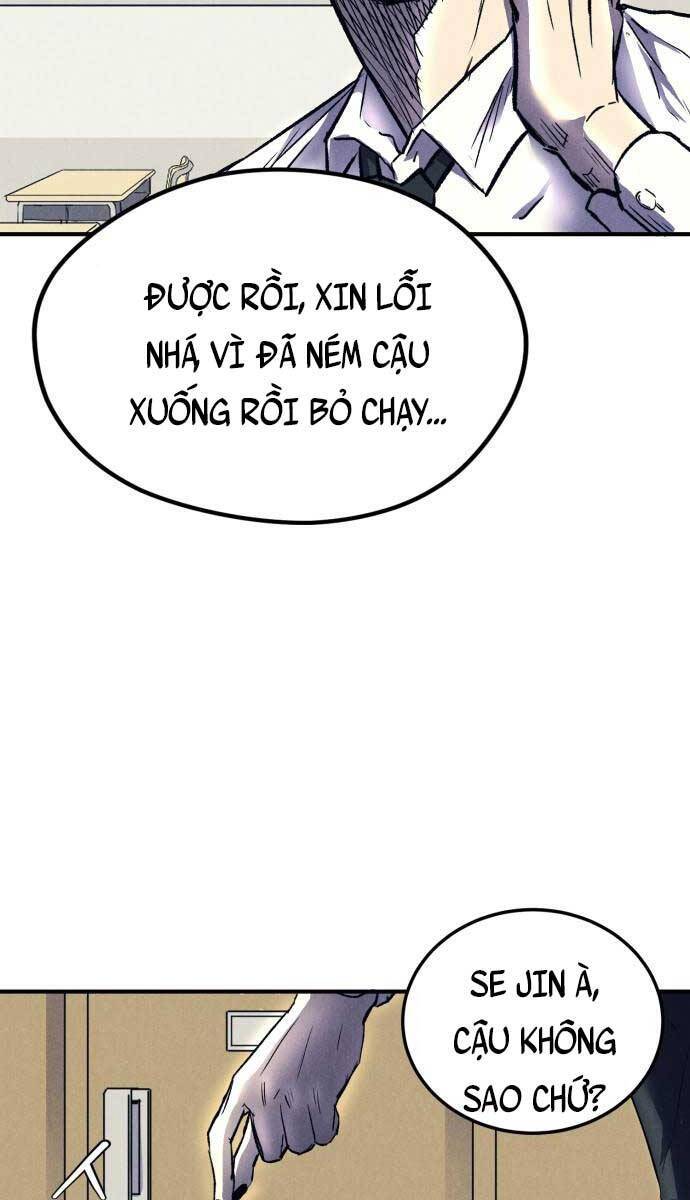 ĐƯỢC RỒI, XIN LỖI
NHÁ, VÌ ĐÃ NÉM CẬU
XUỐNG RỒI BỎ CHẠY...
SE JIN À,
CẬU KHÔNG
SAO CHỨ?